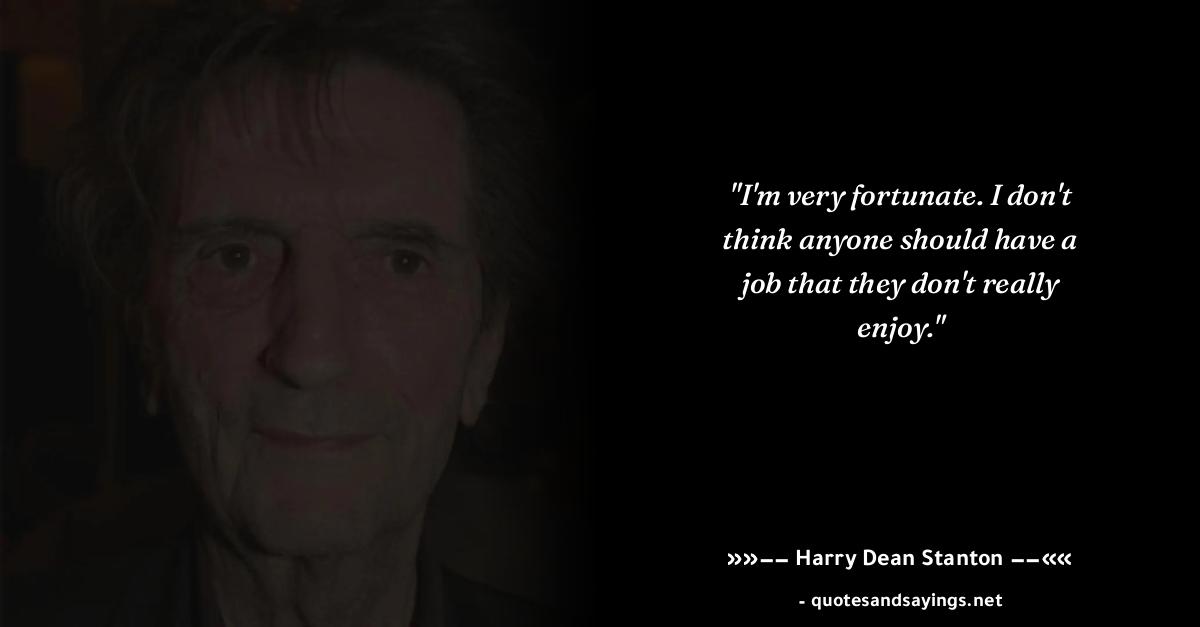 "I'm very fortunate. I don't
think anyone should have a
job that they don't really
enjoy."
»»−− Harry Dean Stanton −−««
- quotesandsayings.net